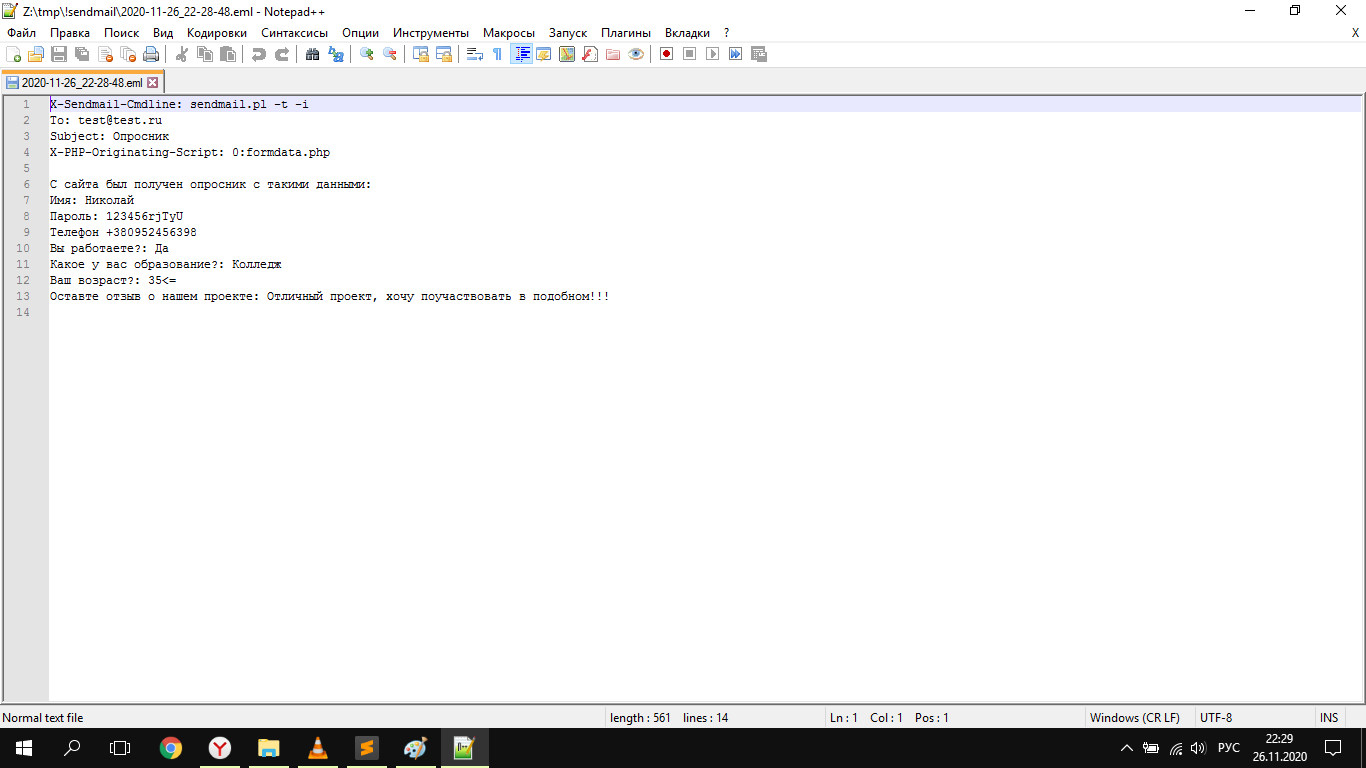 Z:\tmp\!sendmail\2020-11-26_22-28-48.eml - Notepad++
Файл Правка Поиск Вид Кодировки Синтаксисы Опции Инструменты Макросы Запуск Плагины Вкладки ? X
2020-11-26_22-28-48.eml
1 X-Sendmail-Cmdline: sendmail.pl -t -i
2 To: test@test.ru
3 Subject: Опросник
4 X-PHP-Originating-Script: 0:formdata.php
5
6 С сайта был получен опросник с такими данными:
7 Имя: Николай
8 Пароль: 123456rjTyU
9 Телефон +380952456398
10 Вы работаете?: Да
11 Какое у вас образование?: Колледж
12 Ваш возраст?: 35<=
13 Оставте отзыв о нашем проекте: Отличный проект, хочу поучаствовать в подобном!!!
14
Normal text file length : 561 lines : 14 Ln : 1 Col : 1 Pos : 1 Windows (CR LF) UTF-8 INS
РУС
22:29
26.11.2020